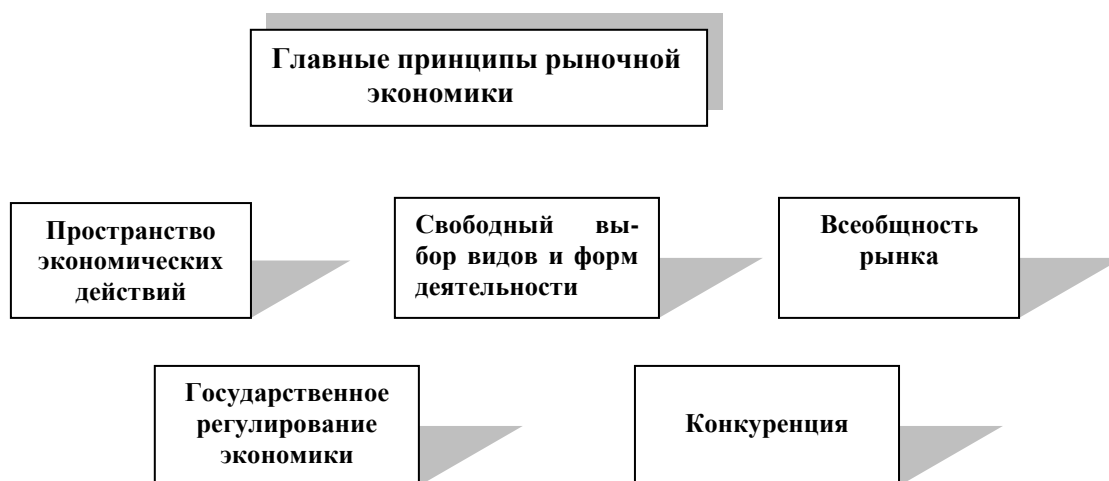 Главные принципы рыночной
экономики
Пространство
экономических
действий
Свободный вы-
бор видов и форм
деятельности
Всеобщность
рынка
Государственное
регулирование
экономики
Конкуренция